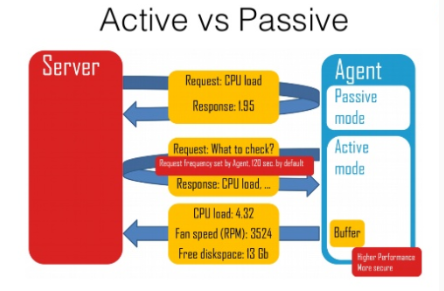 Active vs Passive
Server
Agent
Request: CPU load
Response: 1.95
Passive
mode
Request: What to check?
Request frequency set by Agent, 120 sec. by default
Response: CPU load, ...
Active
mode
CPU load: 4.32
Fan speed (RPM): 3524
Free diskspace: 13 Gb
Buffer
Higher Performance
More secure